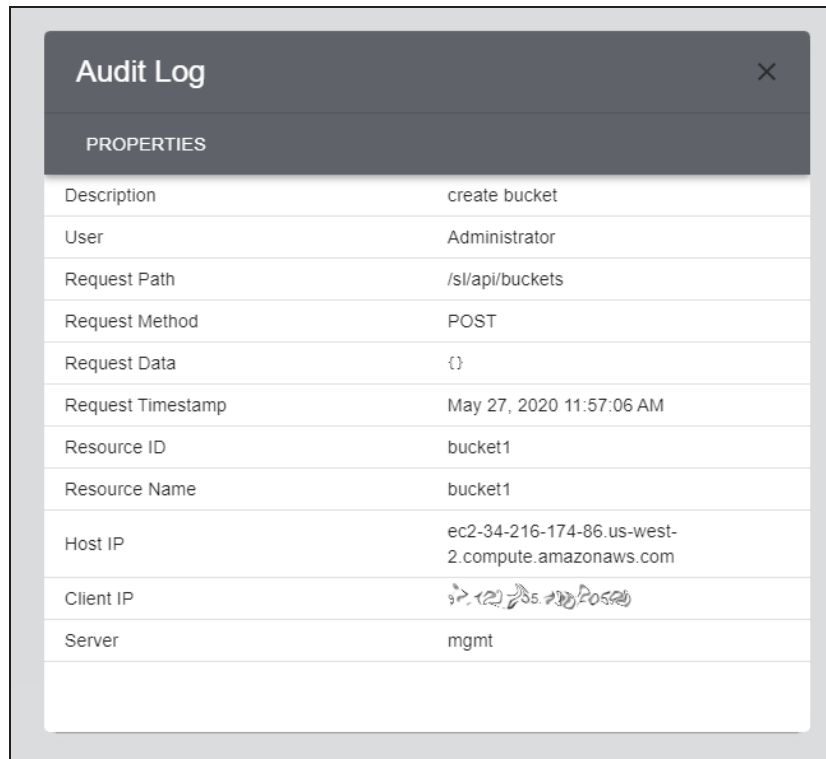 Audit Log
PROPERTIES
Description create bucket
User Administrator
Request Path /sl/api/buckets
Request Method POST
Request Data {}
Request Timestamp May 27, 2020 11:57:06 AM
Resource ID bucket1
Resource Name bucket1
Host IP ec2-34-216-174-86.us-west-
2.compute.amazonaws.com
Client IP
Server mgmt